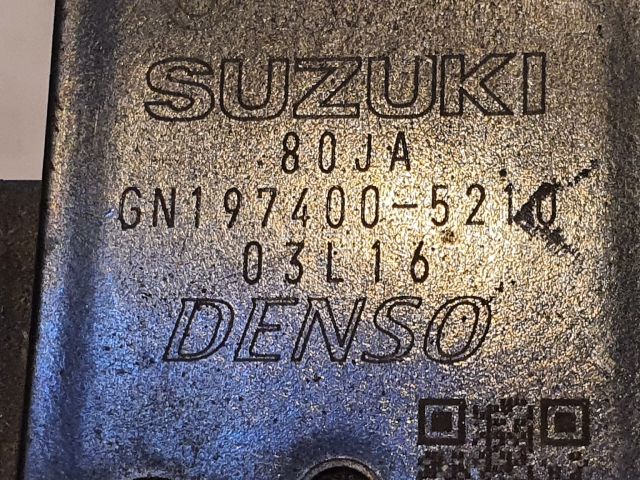 SUZUKI
80JA
GN197400-5210
03L16
DENSO